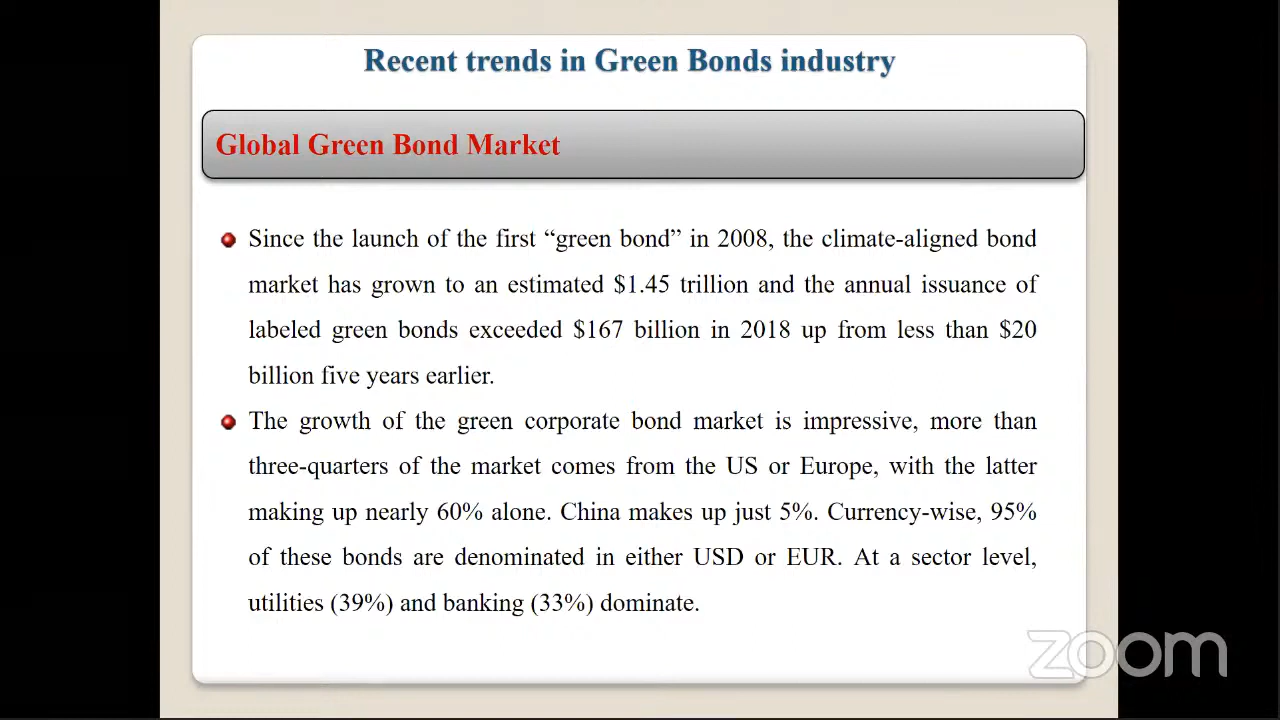 Recent trends in Green Bonds industry
Global Green Bond Market
Since the launch of the first “green bond” in 2008, the climate-aligned bond
market has grown to an estimated $1.45 trillion and the annual issuance of
labeled green bonds exceeded $167 billion in 2018 up from less than $20
billion five years earlier.
The growth of the green corporate bond market is impressive, more than
three-quarters of the market comes from the US or Europe, with the latter
making up nearly 60% alone. China makes up just 5%. Currency-wise, 95%
of these bonds are denominated in either USD or EUR. At a sector level,
utilities (39%) and banking (33%) dominate.
zoom